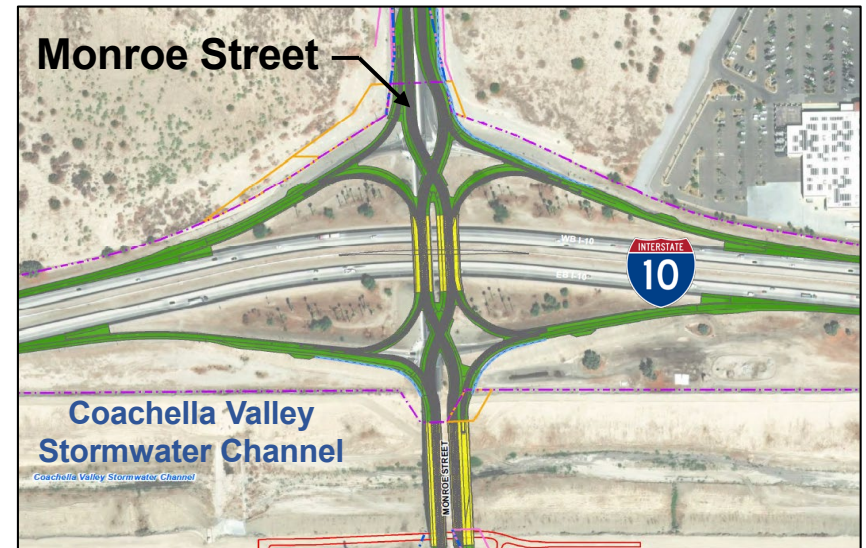 Monroe Street
WB I-10
EB I-10
INTERSTATE
10
Coachella Valley
Stormwater Channel
Coachella Valley Stormwater Channel
MONROE STREET